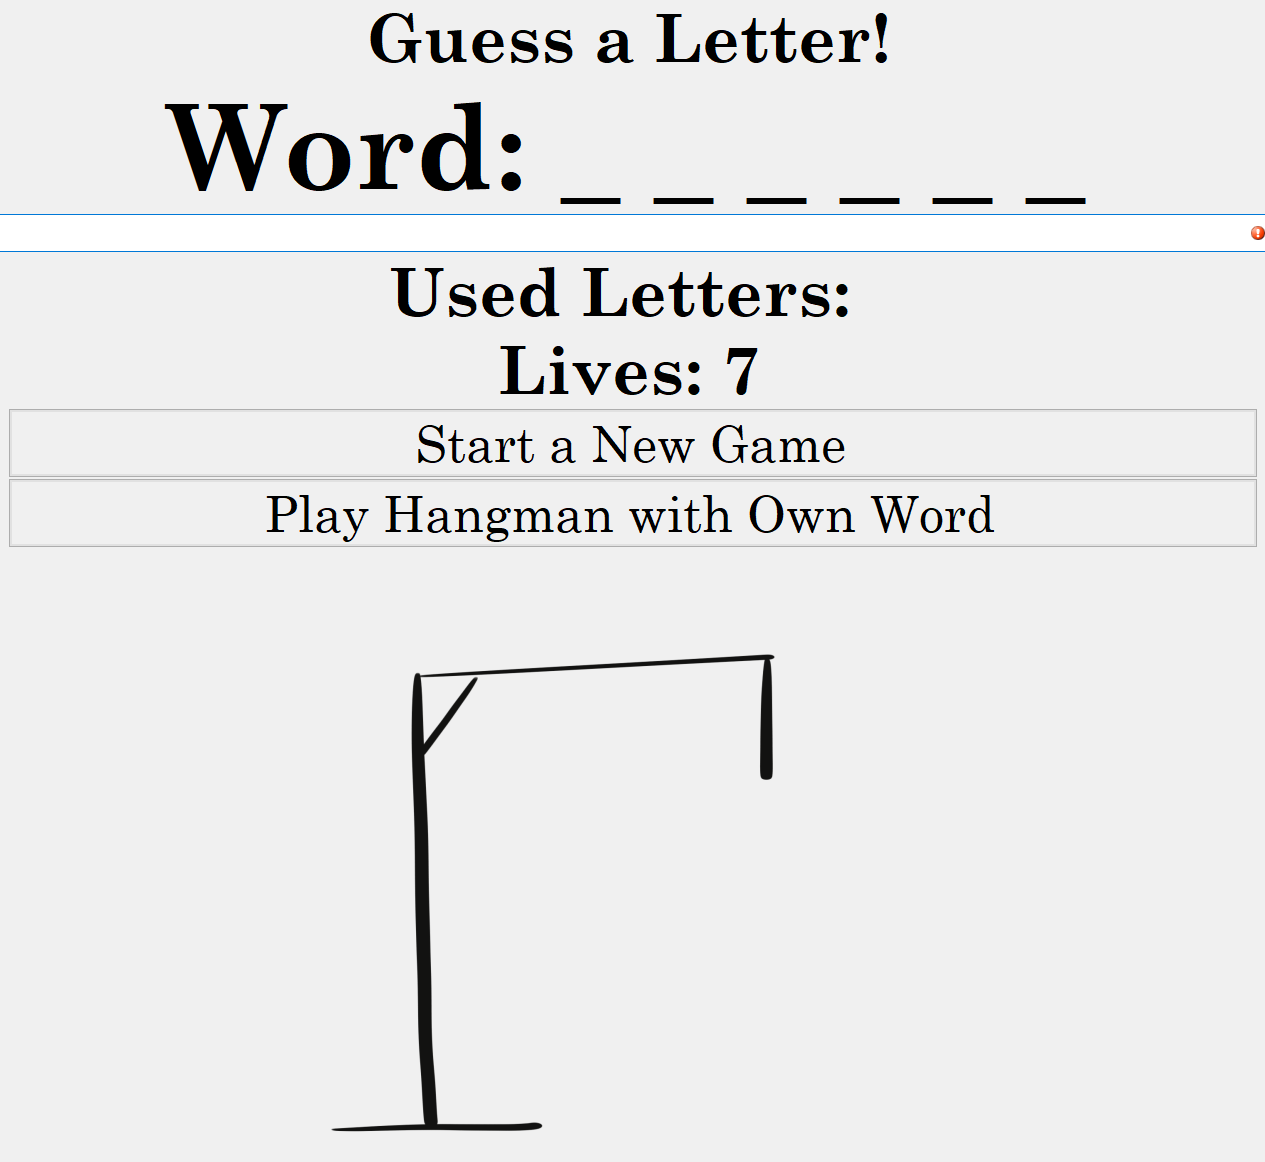 Guess a Letter!
Word: _ _ _ _ _ _
Used Letters:
Lives: 7
Start a New Game
Play Hangman with Own Word